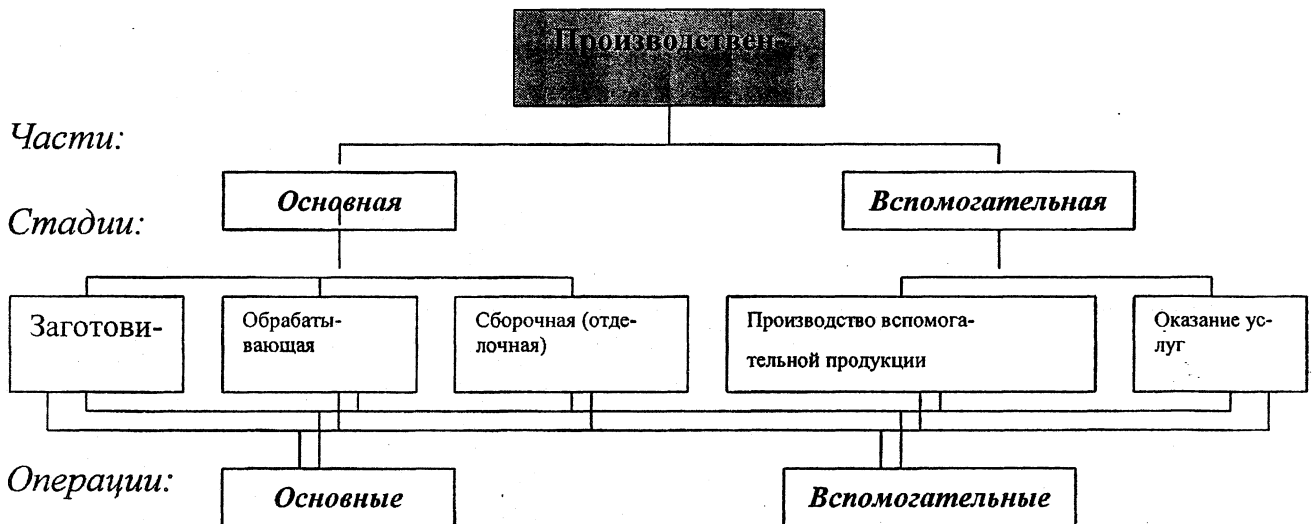 Производствен-
Части:
Основная
Вспомогательная
Стадии:
Заготови-
Обрабаты-
вающая
Сборочная (отде-
лочная)
Производство вспомога-
тельной продукции
Оказание ус-
луг
Операции:
Основные
Вспомогательные